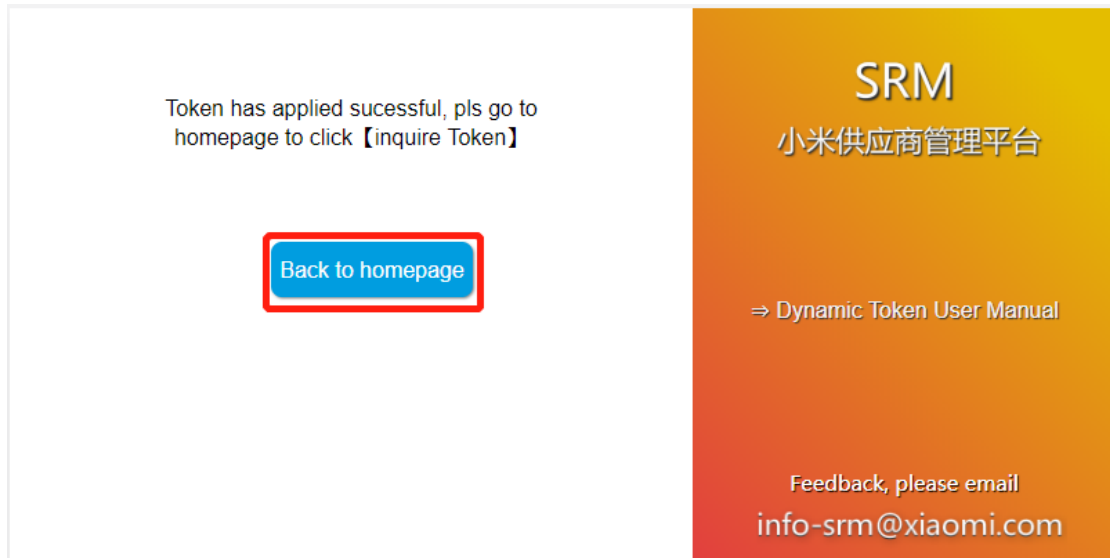 Token has applied sucessful, pls go to
homepage to click【inquire Token】
Back to homepage
SRM
小米供应商管理平台
⇒ Dynamic Token User Manual
Feedback, please email
info-srm@xiaomi.com